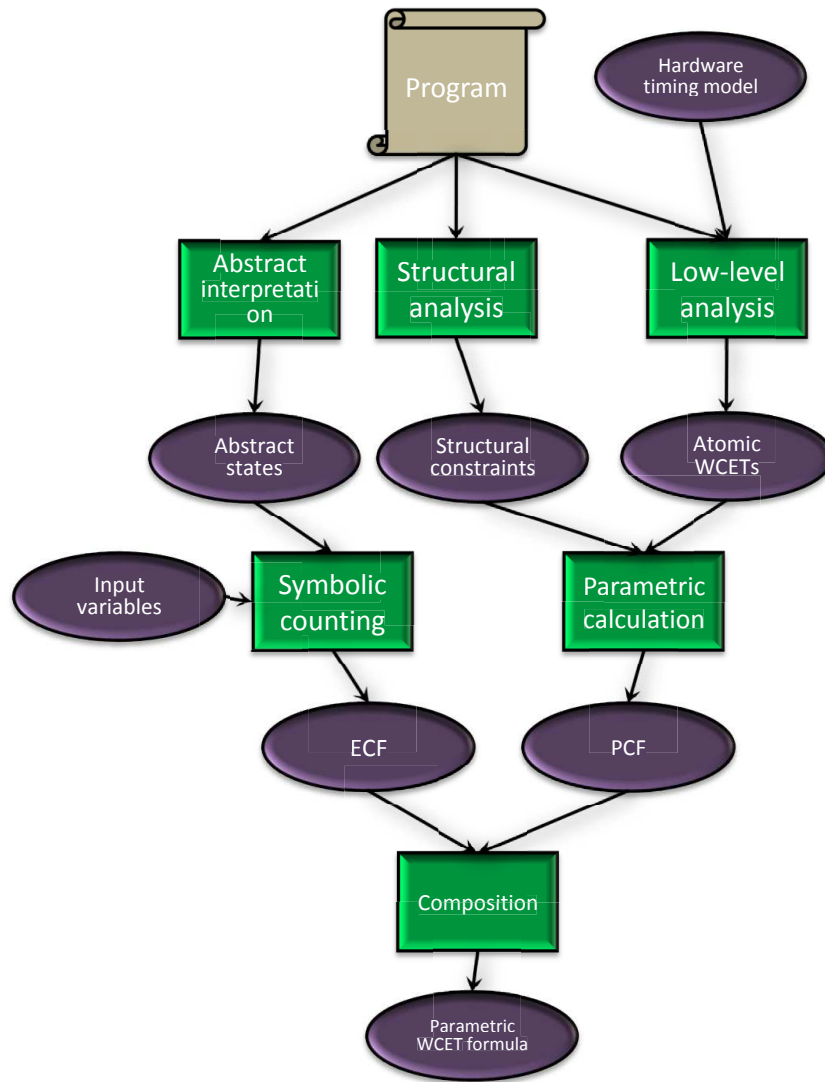 Program
Hardware
timing model
Abstract
interpretati
on
Structural
analysis
Low-level
analysis
Abstract
states
Structural
constraints
Atomic
WCETs
Input
variables
Symbolic
counting
Parametric
calculation
ECF
PCF
Composition
Parametric
WCET formula